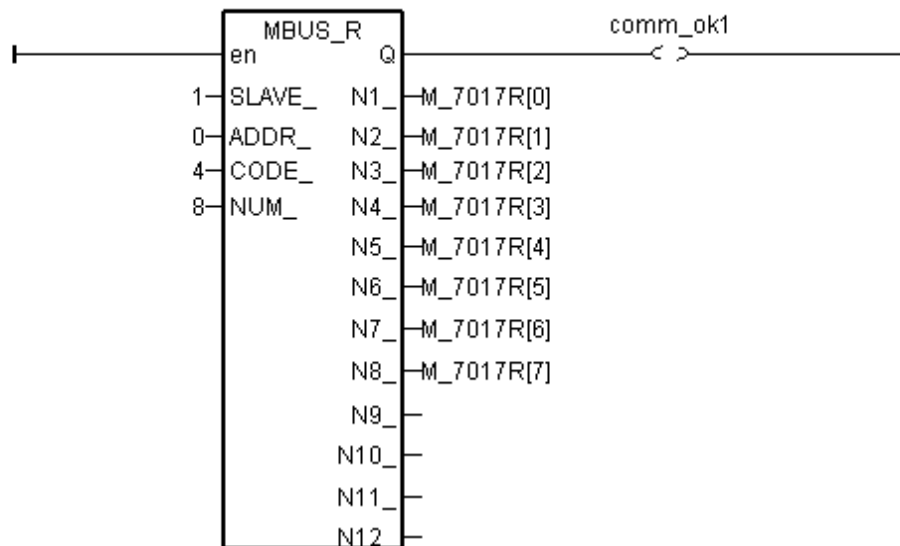 MBUS_R comm_ok1
en Q
1 SLAVE_ N1_ M_7017R[0]
0 ADDR_ N2_ M_7017R[1]
4 CODE_ N3_ M_7017R[2]
8 NUM_ N4_ M_7017R[3]
N5_ M_7017R[4]
N6_ M_7017R[5]
N7_ M_7017R[6]
N8_ M_7017R[7]
N9_
N10_
N11_
N12_